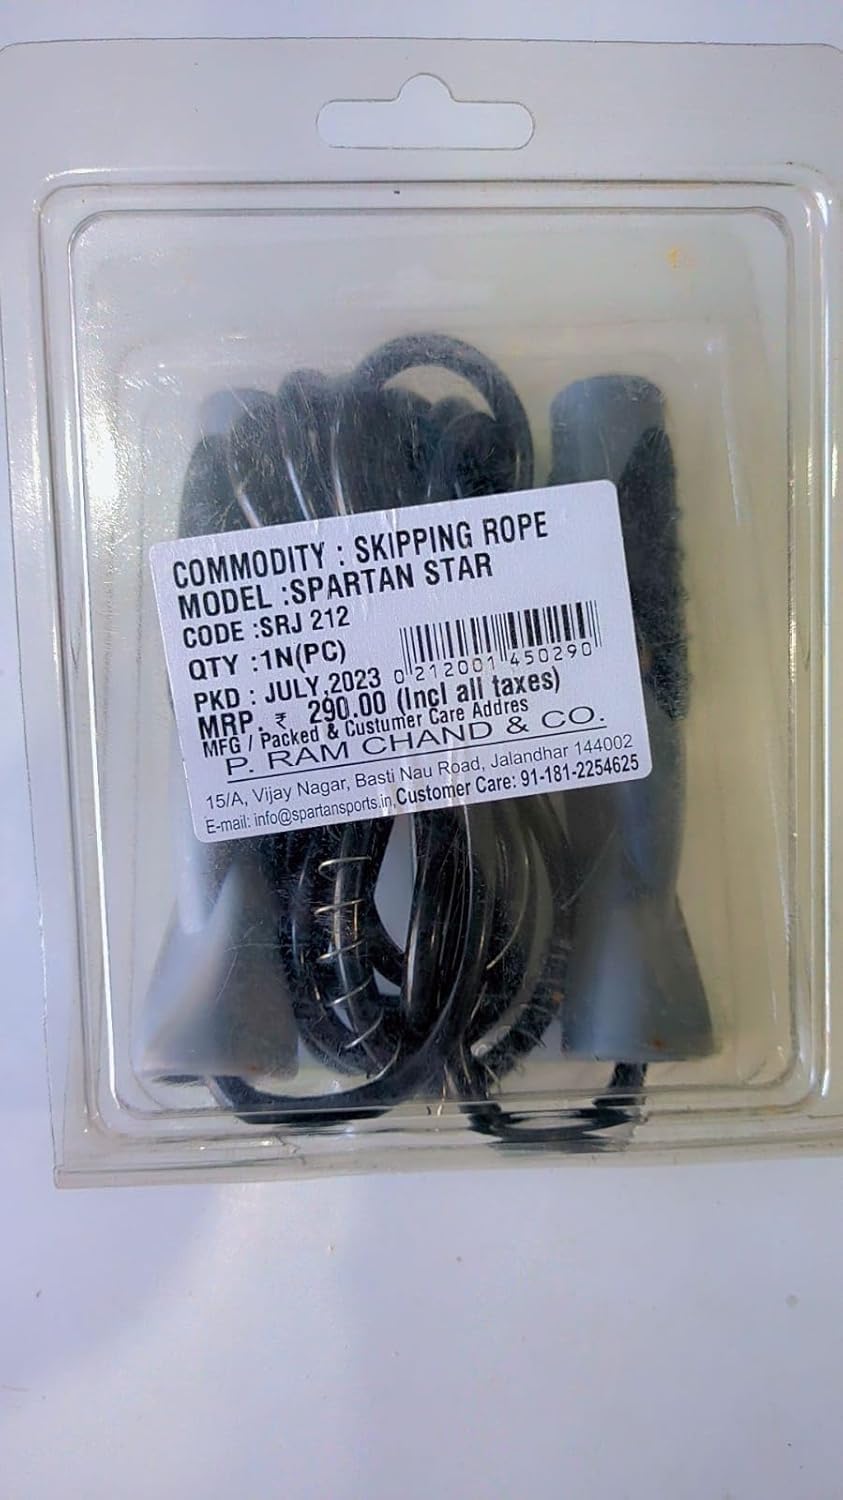 COMMODITY : SKIPPING ROPE
MODEL :SPARTAN STAR
CODE :SRJ 212
QTY :1N(PC)
0 212001 450290
PKD : JULY,2023
MRP. ₹ 290.00 (Incl all taxes)
MFG / Packed & Custumer Care Addres
P. RAM CHAND & CO.
15/A, Vijay Nagar, Basti Nau Road, Jalandhar 144002
E-mail: info@spartansports.in,Customer Care: 91-181-2254625